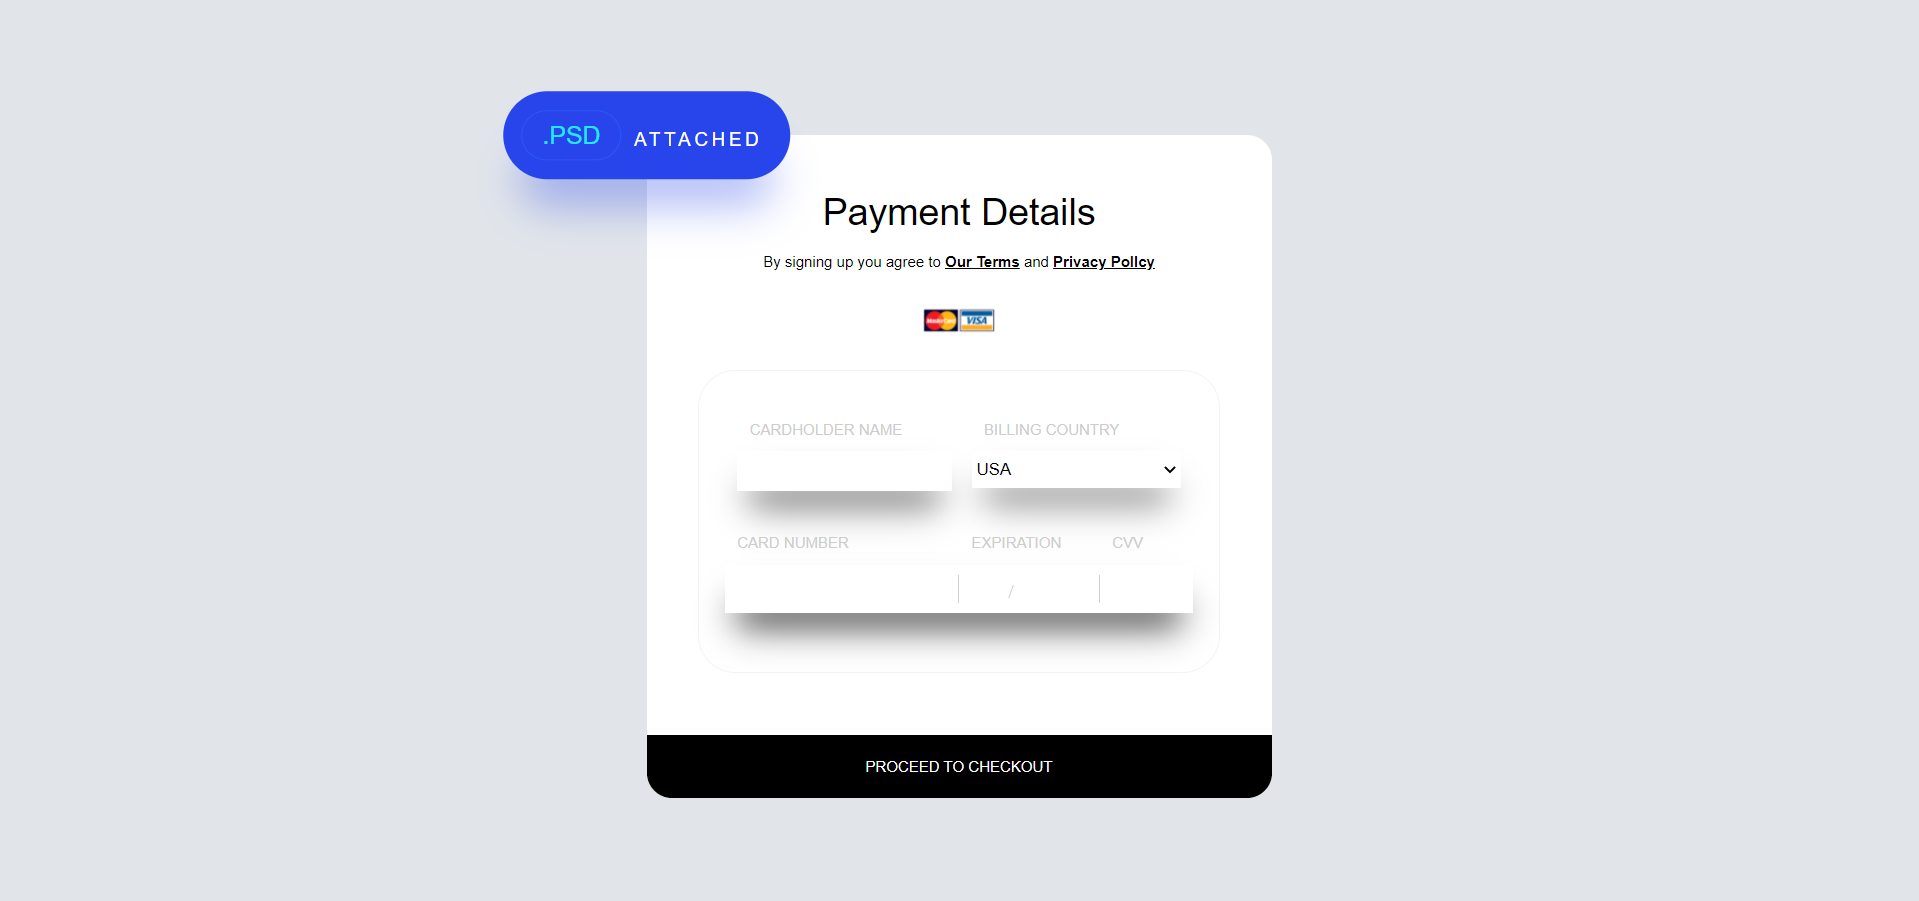 .PSD ATTACHED
Payment Details
By signing up you agree to Our Terms and Privacy Policy
MasterCard VISA
CARDHOLDER NAME BILLING COUNTRY
USA
CARD NUMBER EXPIRATION CVV
/
PROCEED TO CHECKOUT